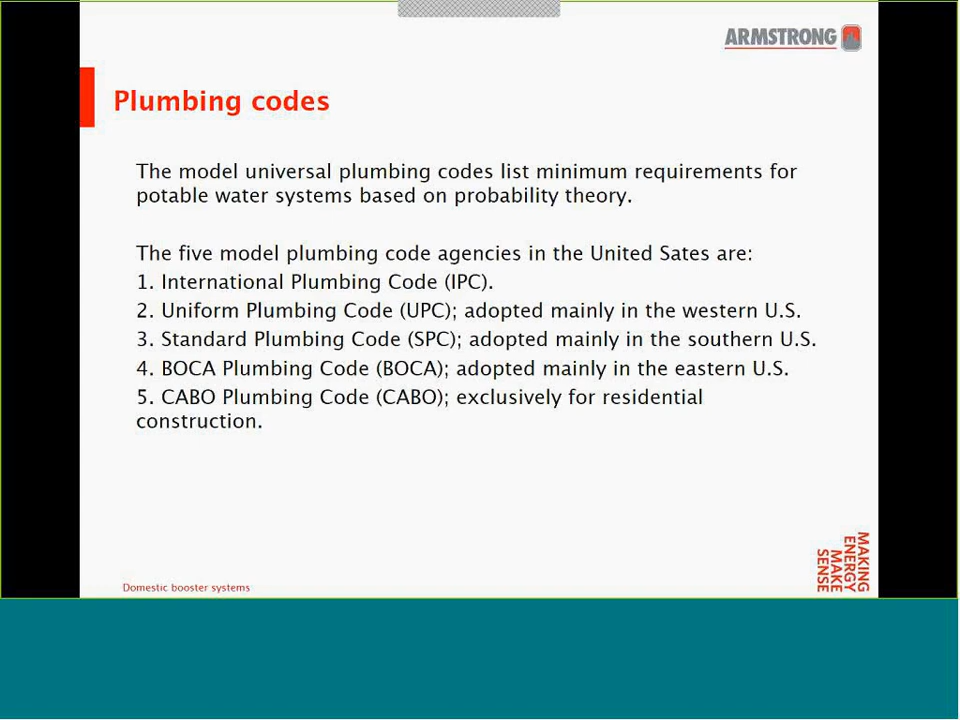 ARMSTRONG
Plumbing codes
The model universal plumbing codes list minimum requirements for
potable water systems based on probability theory.
The five model plumbing code agencies in the United Sates are:
1. International Plumbing Code (IPC).
2. Uniform Plumbing Code (UPC); adopted mainly in the western U.S.
3. Standard Plumbing Code (SPC); adopted mainly in the southern U.S.
4. BOCA Plumbing Code (BOCA); adopted mainly in the eastern U.S.
5. CABO Plumbing Code (CABO); exclusively for residential
construction.
MAKING
ENERGY
MAKE
SENSE
Domestic booster systems